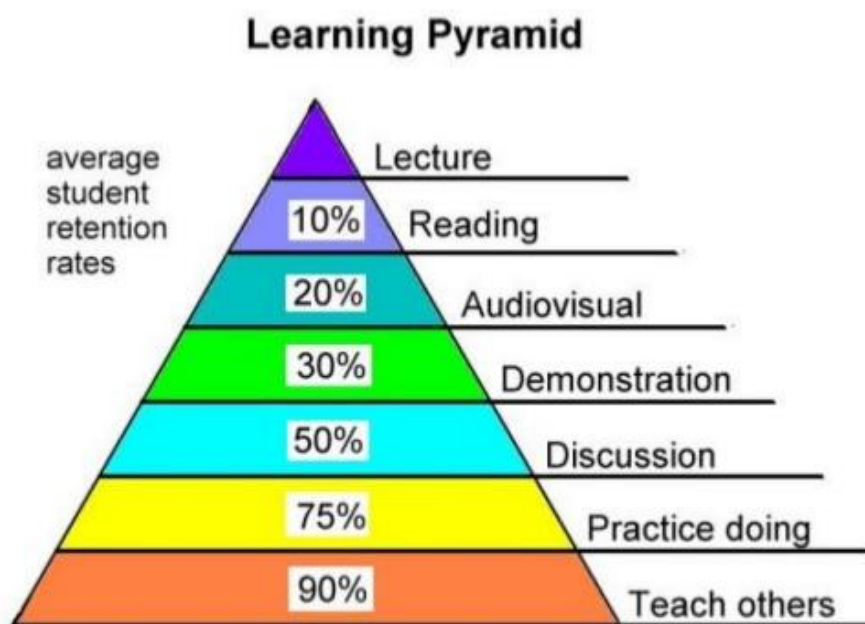 Learning Pyramid
average
student
retention
rates
Lecture
10%
Reading
20%
Audiovisual
30%
Demonstration
50%
Discussion
75%
Practice doing
90%
Teach others